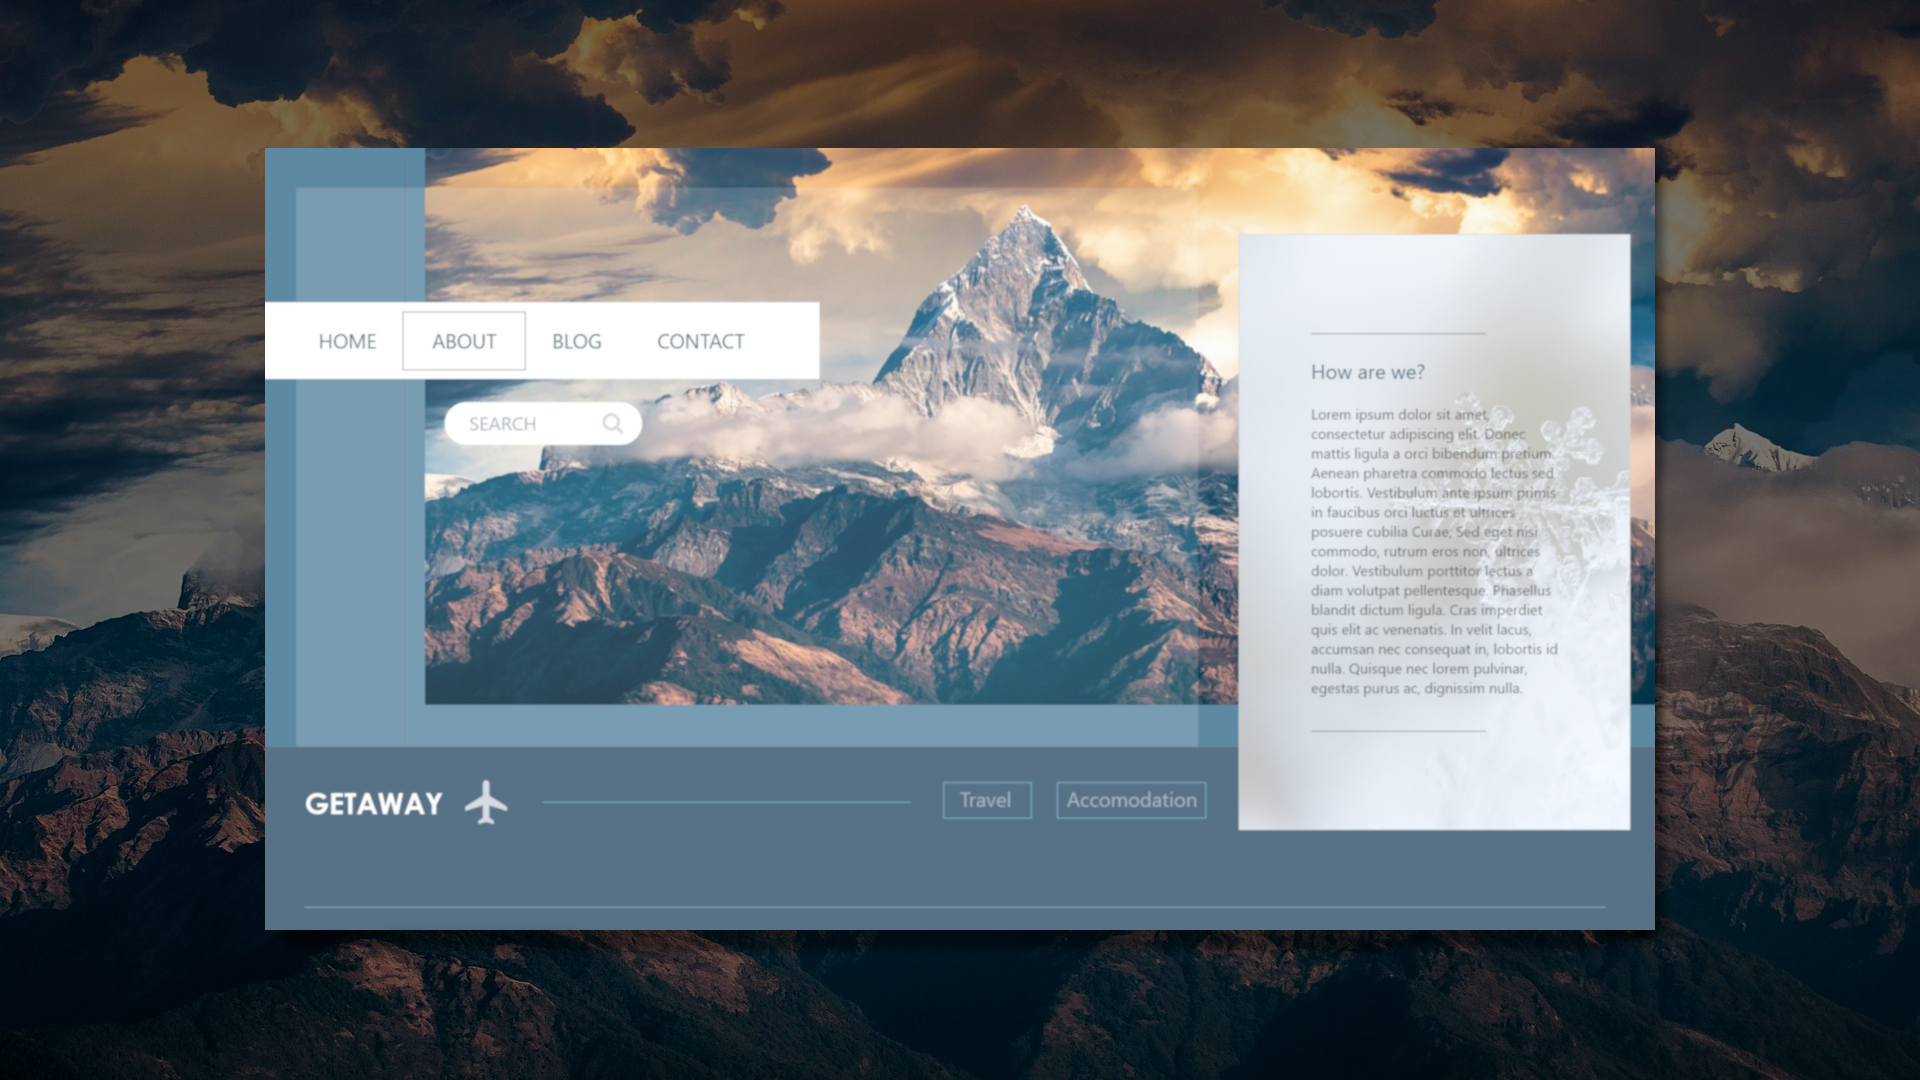 HOME ABOUT BLOG CONTACT
SEARCH
How are we?
Lorem ipsum dolor sit amet,
consectetur adipiscing elit. Donec
mattis ligula a orci bibendum pretium.
Aenean pharetra commodo lectus sed
lobortis. Vestibulum ante ipsum primis
in faucibus orci luctus et ultrices
posuere cubilia Curae; Sed eget nisi
commodo, rutrum eros non, ultrices
dolor. Vestibulum porttitor lectus a
diam volutpat pellentesque. Phasellus
blandit dictum ligula. Cras imperdiet
quis elit ac venenatis. In velit lacus,
accumsan nec consequat in, lobortis id
nulla. Quisque nec lorem pulvinar,
egestas purus ac, dignissim nulla.
GETAWAY
Travel
Accomodation